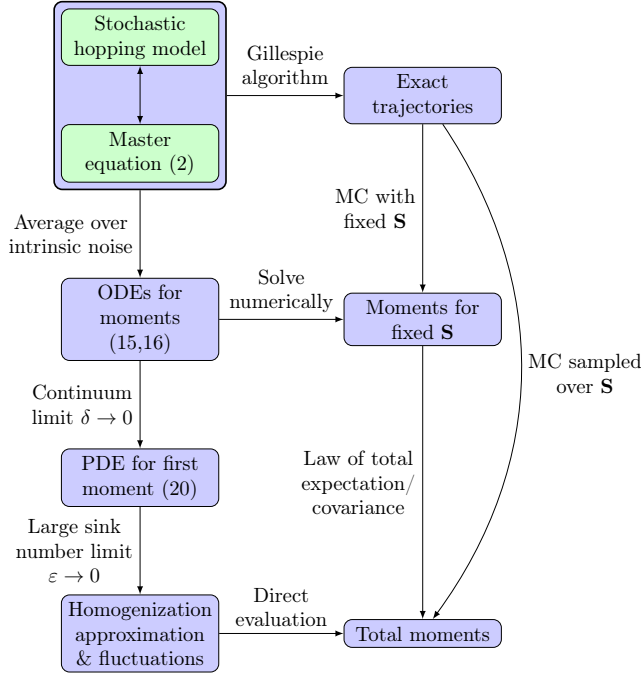 Stochastic
hopping model
Gillespie
algorithm
Exact
trajectories
Master
equation (2)
MC with
fixed S
Average over
intrinsic noise
ODEs for
moments
(15,16)
Solve
numerically
Moments for
fixed S
MC sampled
over S
Continuum
limit δ → 0
PDE for first
moment (20)
Law of total
expectation/
covariance
Large sink
number limit
ε → 0
Homogenization
approximation
& fluctuations
Direct
evaluation
Total moments